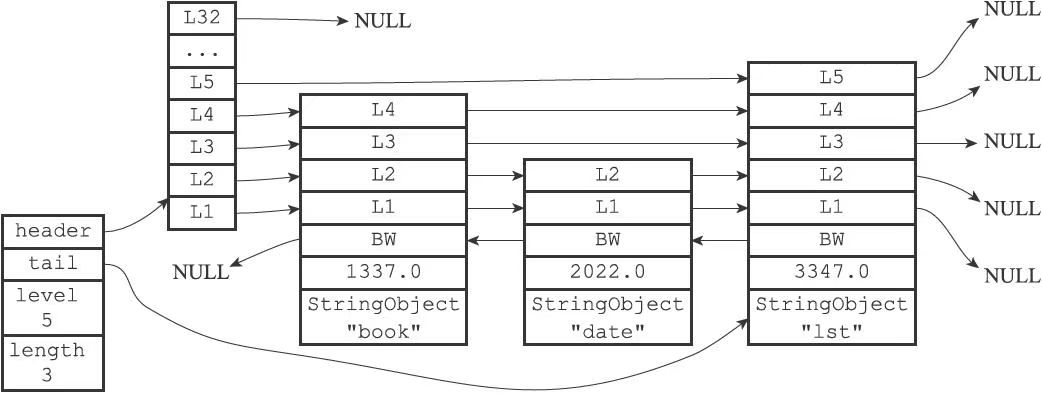 L32
...
L5
L4
L3
L2
L1
NULL
header
tail
level
5
length
3
NULL
L4
L3
L2
L1
BW
1337.0
StringObject
"book"
L2
L1
BW
2022.0
StringObject
"date"
L5
L4
L3
L2
L1
BW
3347.0
StringObject
"lst"
NULL
NULL
NULL
NULL
NULL